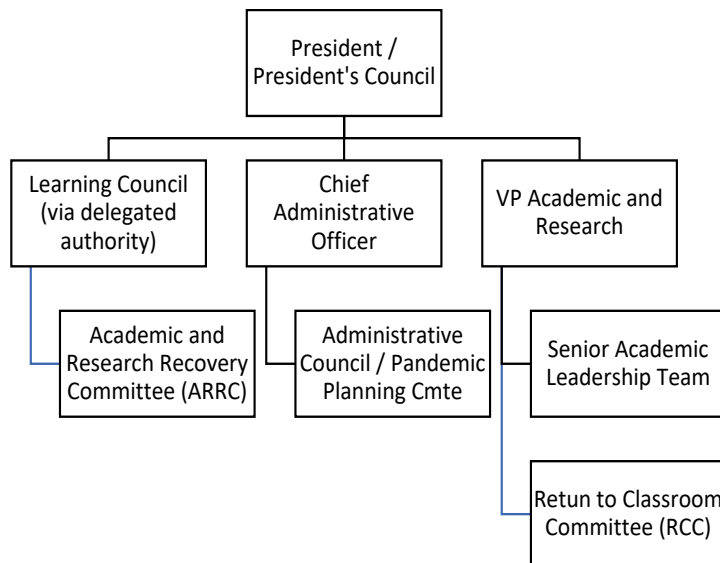 President /
President's Council
Learning Council
(via delegated
authority)
Chief
Administrative
Officer
VP Academic and
Research
Academic and
Research Recovery
Committee (ARRC)
Administrative
Council / Pandemic
Planning Cmte
Senior Academic
Leadership Team
Retun to Classroom
Committee (RCC)